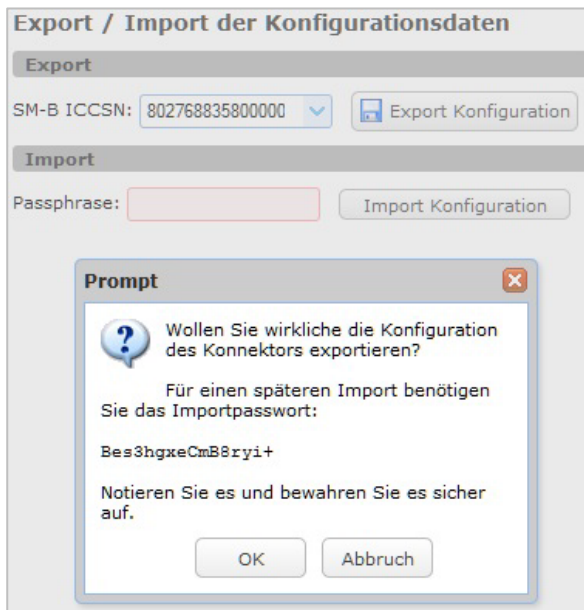 Export / Import der Konfigurationsdaten
Export
SM-B ICCSN: 802768835800000 Export Konfiguration
Import
Passphrase: Import Konfiguration
Prompt
Wollen Sie wirkliche die Konfiguration
des Konnektors exportieren?
Für einen späteren Import benötigen
Sie das Importpasswort:
Bes3hgxeCmB8ryi+
Notieren Sie es und bewahren Sie es sicher
auf.
OK Abbruch